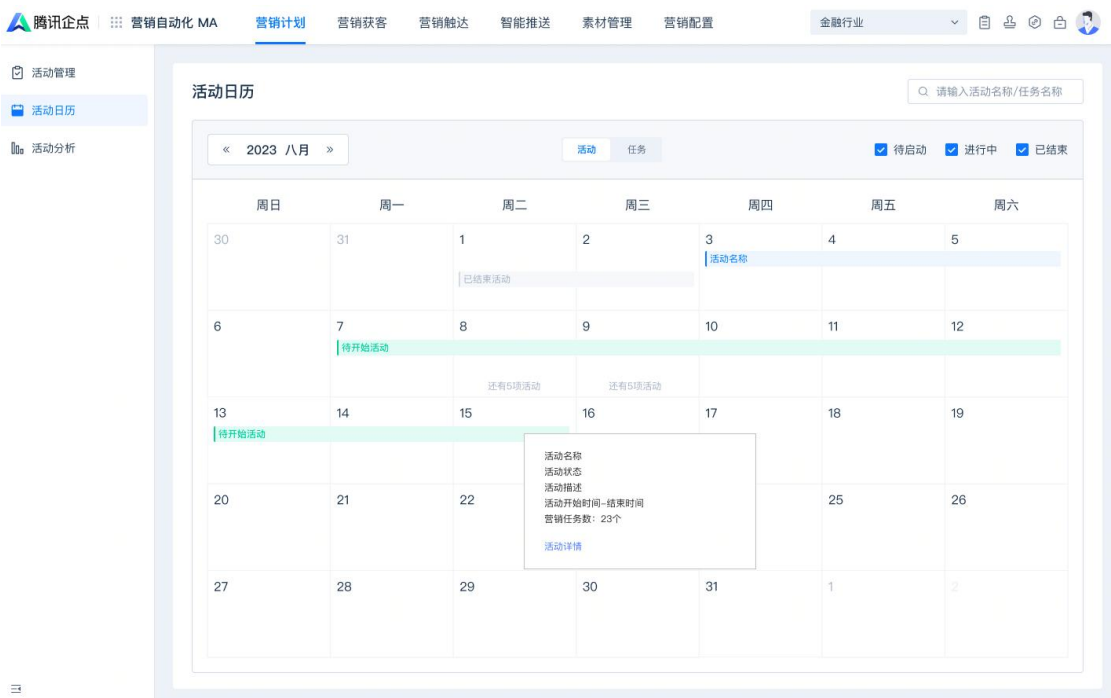 腾讯企点 营销自动化 MA 营销计划 营销获客 营销触达 智能推送 素材管理 营销配置 金融行业
活动管理
活动日历
活动分析
活动日历 请输入活动名称/任务名称
« 2023 八月 » 活动 任务 待启动 进行中 已结束
周日 周一 周二 周三 周四 周五 周六
30 31 1 2 3 4 5
活动名称
已结束活动
6 7 8 9 10 11 12
待开始活动
还有5项活动 还有5项活动
13 14 15 16 17 18 19
待开始活动
活动名称
活动状态
活动描述
活动开始时间-结束时间
营销任务数：23个
活动详情
20 21 22 25 26
27 28 29 30 31 1 2